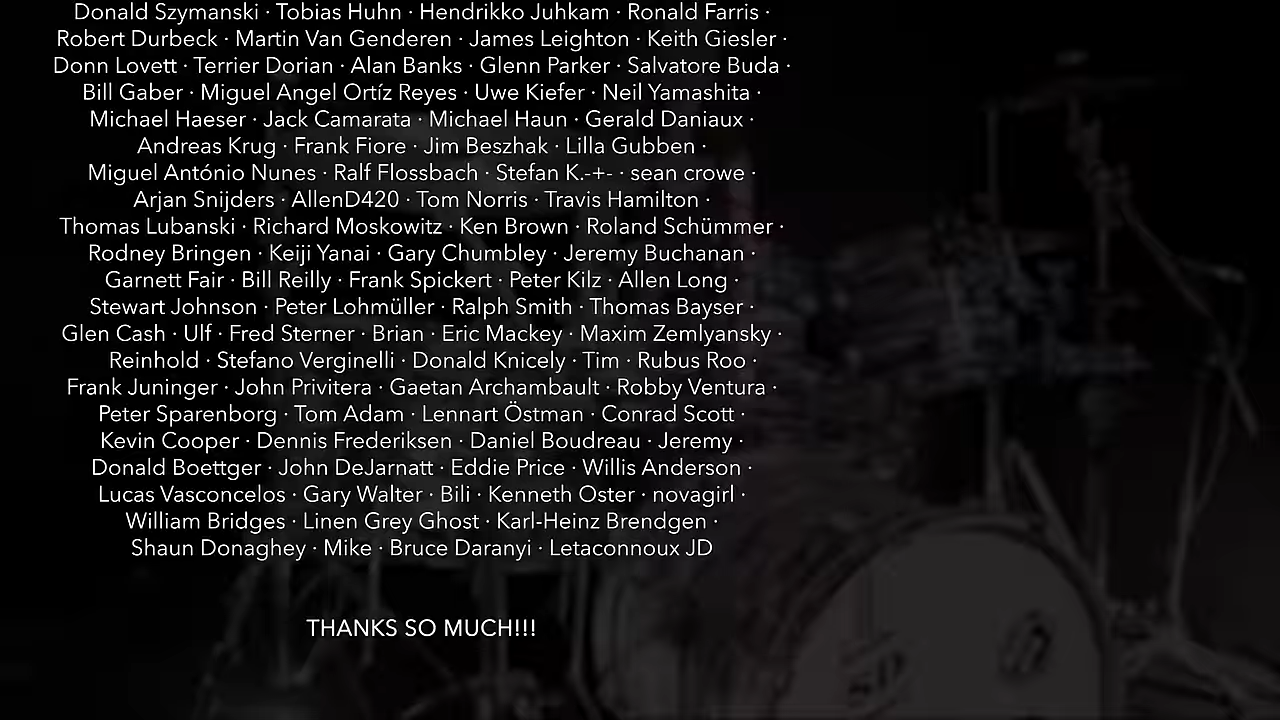 Donald Szymanski · Tobias Huhn · Hendrikko Juhkam · Ronald Farris ·
Robert Durbeck · Martin Van Genderen · James Leighton · Keith Giesler ·
Donn Lovett · Terrier Dorian · Alan Banks · Glenn Parker · Salvatore Buda ·
Bill Gaber · Miguel Angel Ortíz Reyes · Uwe Kiefer · Neil Yamashita ·
Michael Haeser · Jack Camarata · Michael Haun · Gerald Daniaux ·
Andreas Krug · Frank Fiore · Jim Beszhak · Lilla Gubben ·
Miguel António Nunes · Ralf Flossbach · Stefan K.-+- · sean crowe ·
Arjan Snijders · AllenD420 · Tom Norris · Travis Hamilton ·
Thomas Lubanski · Richard Moskowitz · Ken Brown · Roland Schümmer ·
Rodney Bringen · Keiji Yanai · Gary Chumbley · Jeremy Buchanan ·
Garnett Fair · Bill Reilly · Frank Spickert · Peter Kilz · Allen Long ·
Stewart Johnson · Peter Lohmüller · Ralph Smith · Thomas Bayser ·
Glen Cash · Ulf · Fred Sterner · Brian · Eric Mackey · Maxim Zemlyansky ·
Reinhold · Stefano Verginelli · Donald Knicely · Tim · Rubus Roo ·
Frank Juninger · John Privitera · Gaetan Archambault · Robby Ventura ·
Peter Sparenborg · Tom Adam · Lennart Östman · Conrad Scott ·
Kevin Cooper · Dennis Frederiksen · Daniel Boudreau · Jeremy ·
Donald Boettger · John DeJarnatt · Eddie Price · Willis Anderson ·
Lucas Vasconcelos · Gary Walter · Bili · Kenneth Oster · novagirl ·
William Bridges · Linen Grey Ghost · Karl-Heinz Brendgen ·
Shaun Donaghey · Mike · Bruce Daranyi · Letaconnoux JD
THANKS SO MUCH!!!